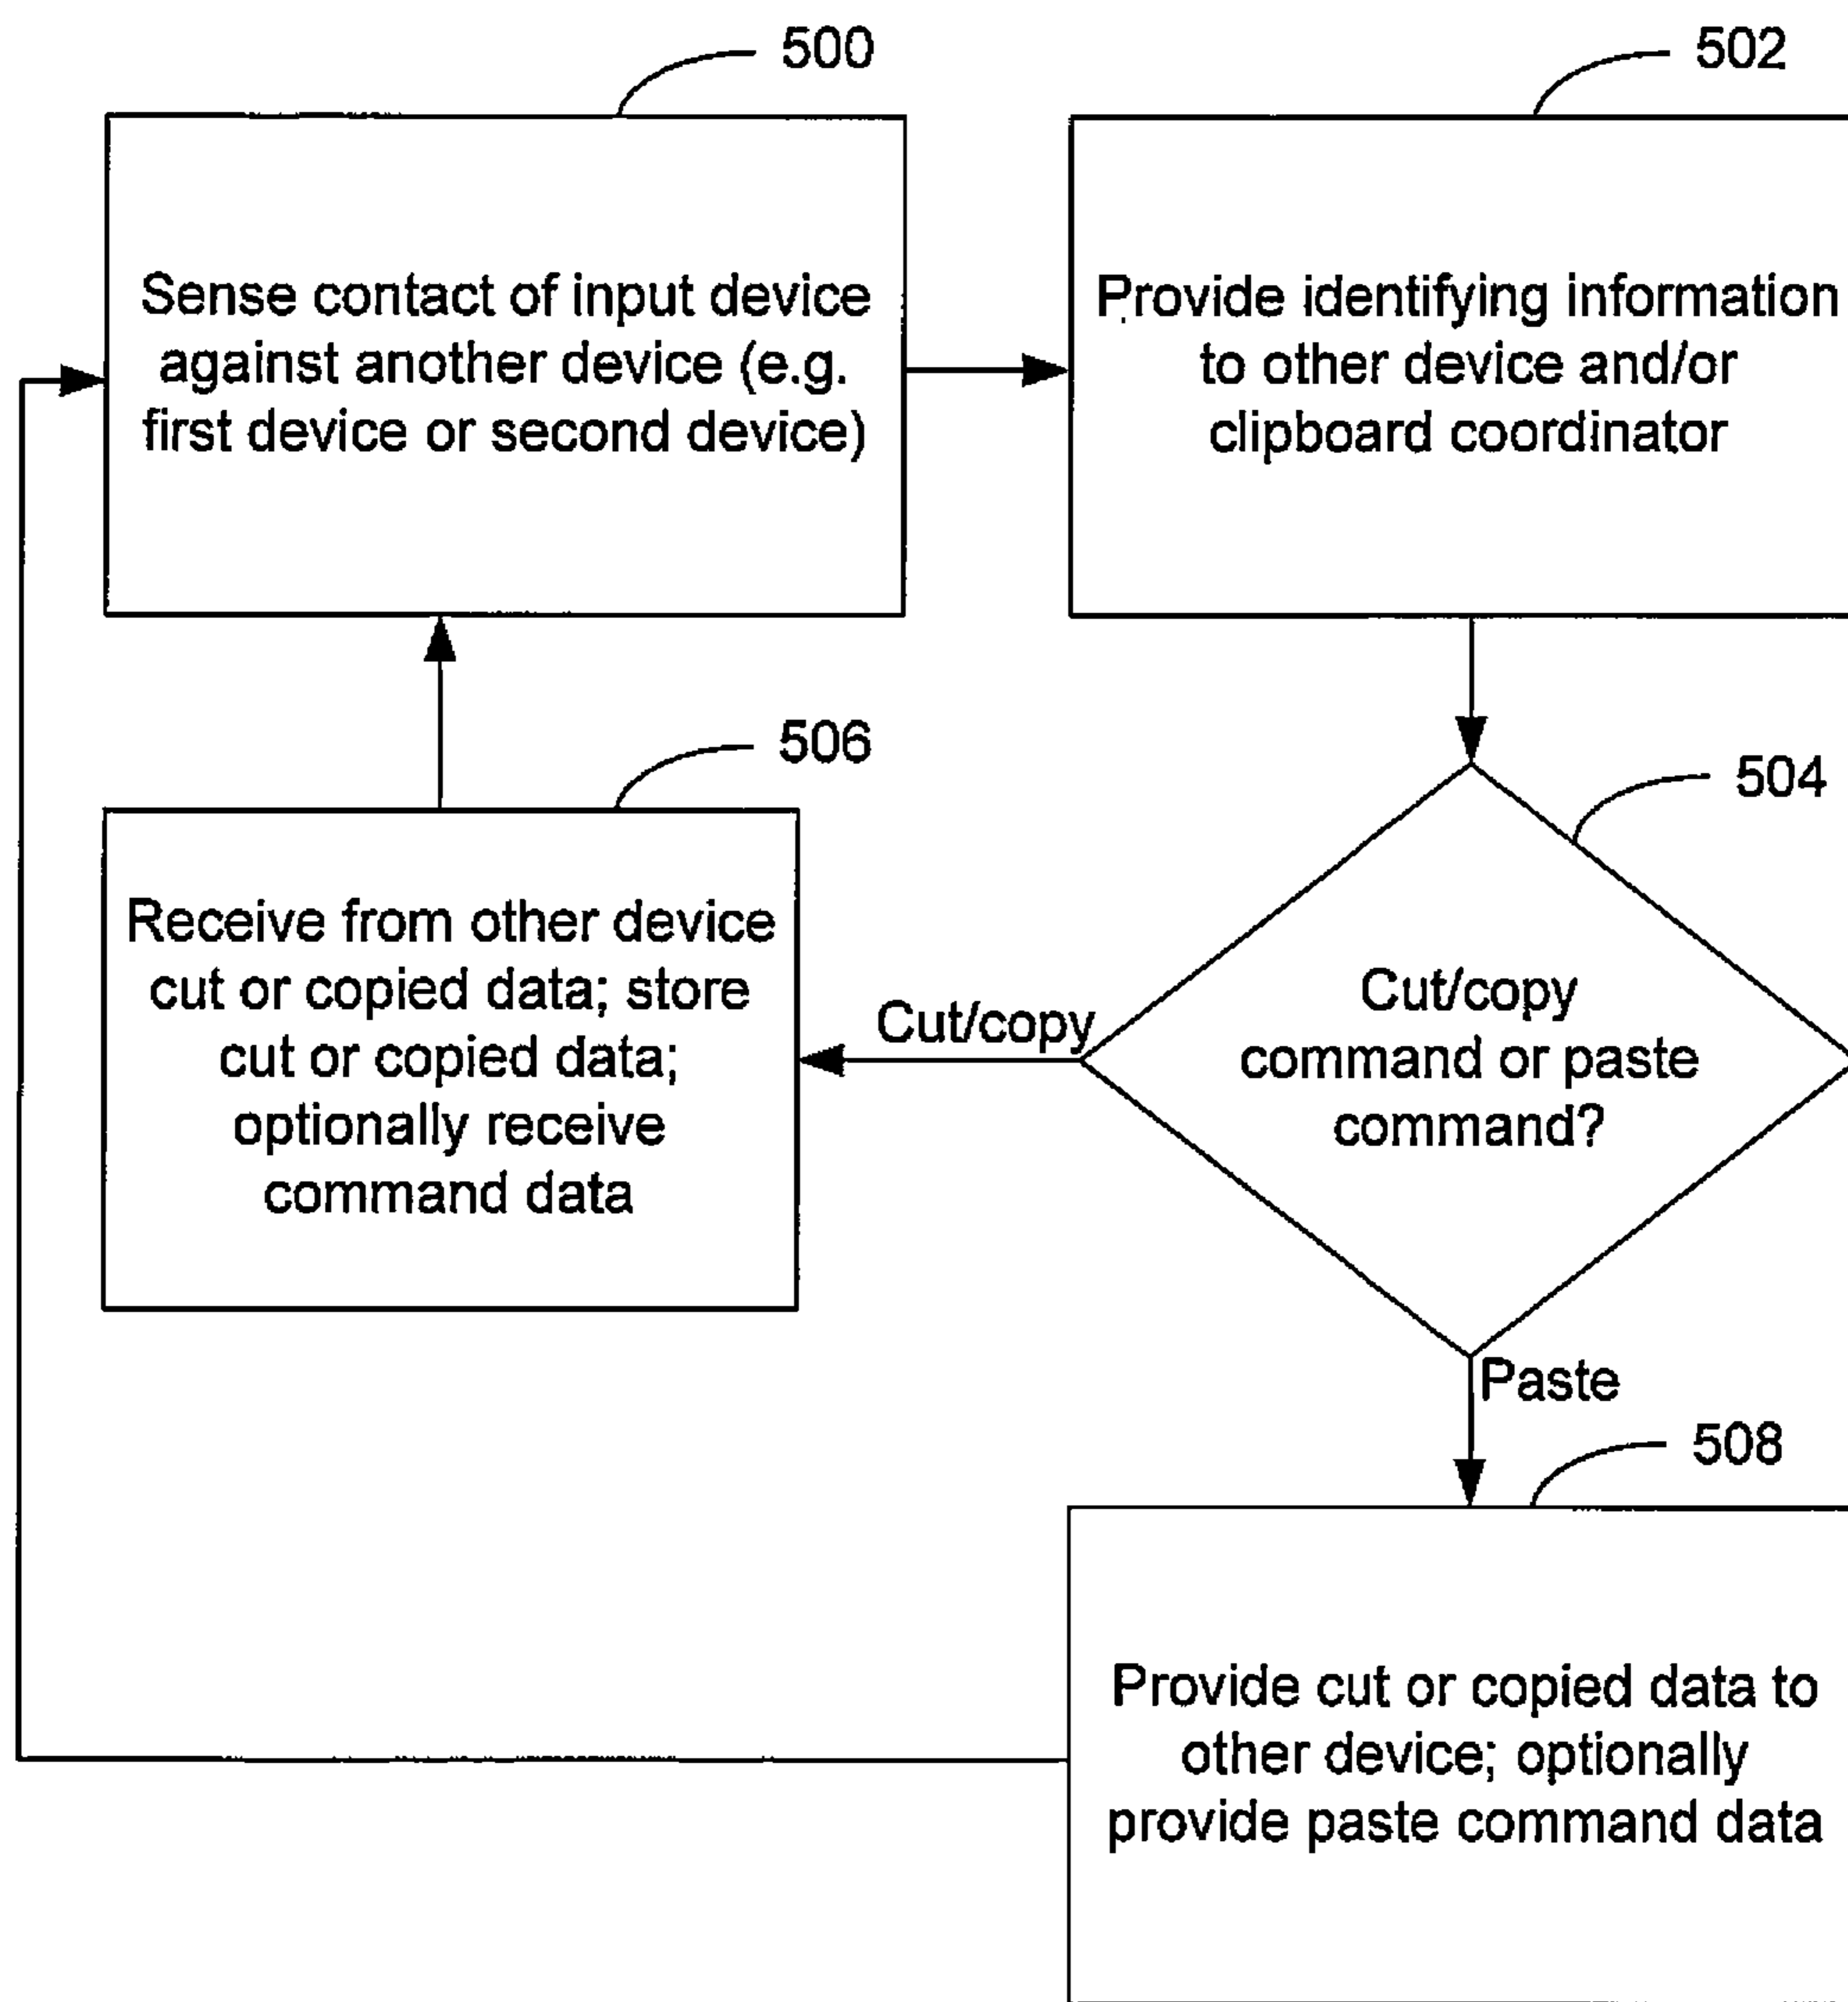 500
Sense contact of input device
against another device (e.g.
first device or second device)
502
Provide identifying information
to other device and/or
clipboard coordinator
504
Cut/copy
command or paste
command?
Cut/copy
506
Receive from other device
cut or copied data; store
cut or copied data;
optionally receive
command data
Paste
508
Provide cut or copied data to
other device; optionally
provide paste command data